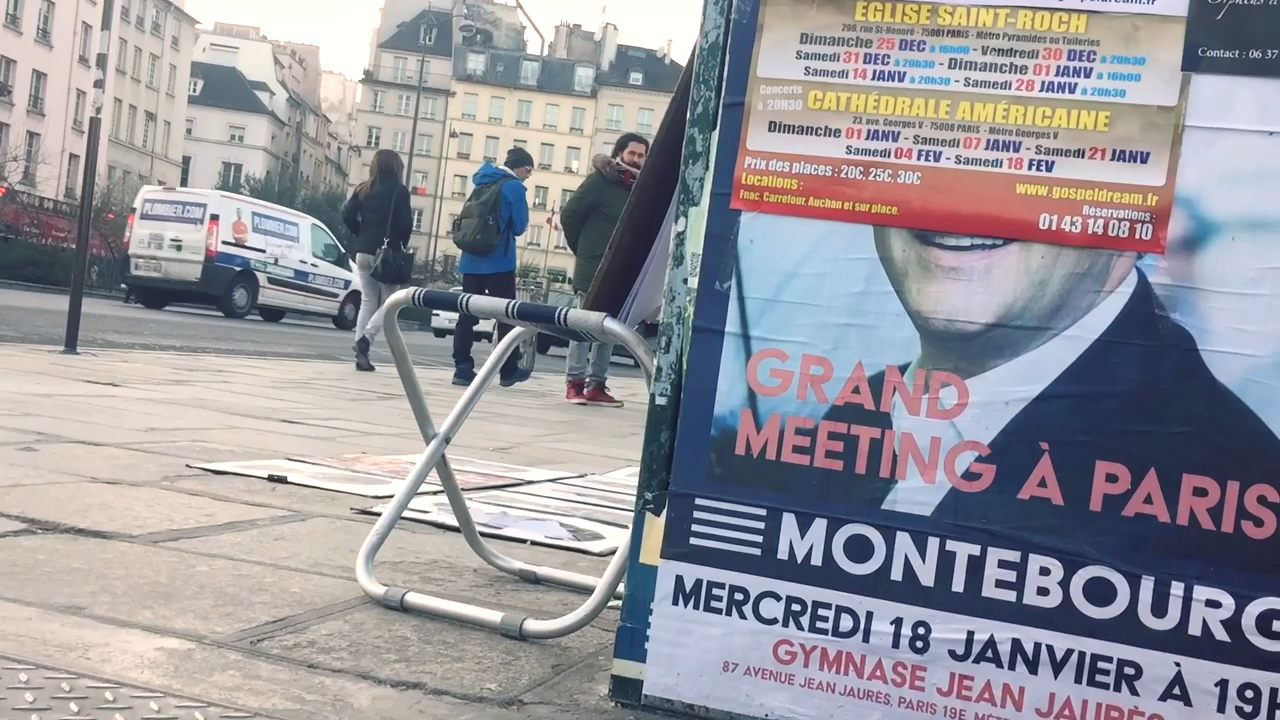 PLOMBIER.COM
PLOMBIER.COM
PLOMBIER.COM
Contact : 06 37
ÉGLISE SAINT-ROCH
296, rue St-Honoré - 75001 PARIS - Métro Pyramides ou Tuileries
Dimanche 25 DEC à 16h00 - Vendredi 30 DEC à 20h30
Samedi 31 DEC à 20h30 - Dimanche 01 JANV à 16h00
Samedi 14 JANV à 20h30 - Samedi 28 JANV à 20h30
Concerts à 20H30
CATHÉDRALE AMÉRICAINE
23, ave. Georges V - 75008 PARIS - Métro Georges V
Dimanche 01 JANV - Samedi 07 JANV - Samedi 21 JANV
Samedi 04 FEV - Samedi 18 FEV
Prix des places : 20€, 25€, 30€
Locations :
Fnac, Carrefour, Auchan et sur place.
www.gospeldream.fr
Réservations :
01 43 14 08 10
GRAND
MEETING À PARIS
MONTEBOURG
MERCREDI 18 JANVIER À 19H
GYMNASE JEAN JAURÈS
87 AVENUE JEAN JAURÈS, PARIS 19E,